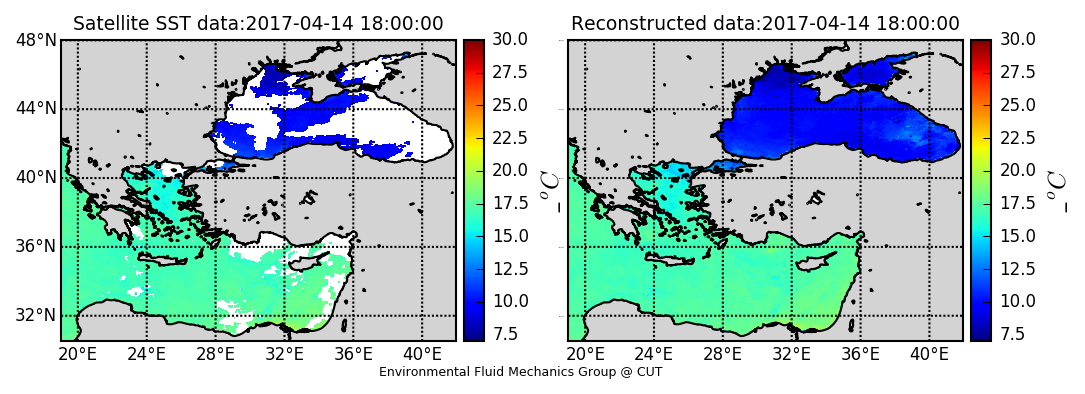 Satellite SST data:2017-04-14 18:00:00
48°N
44°N
40°N
36°N
32°N
20°E 24°E 28°E 32°E 36°E 40°E
30.0
27.5
25.0
22.5
20.0
17.5
15.0
12.5
10.0
7.5
_ °C
Reconstructed data:2017-04-14 18:00:00
20°E 24°E 28°E 32°E 36°E 40°E
30.0
27.5
25.0
22.5
20.0
17.5
15.0
12.5
10.0
7.5
_ °C
Environmental Fluid Mechanics Group @ CUT